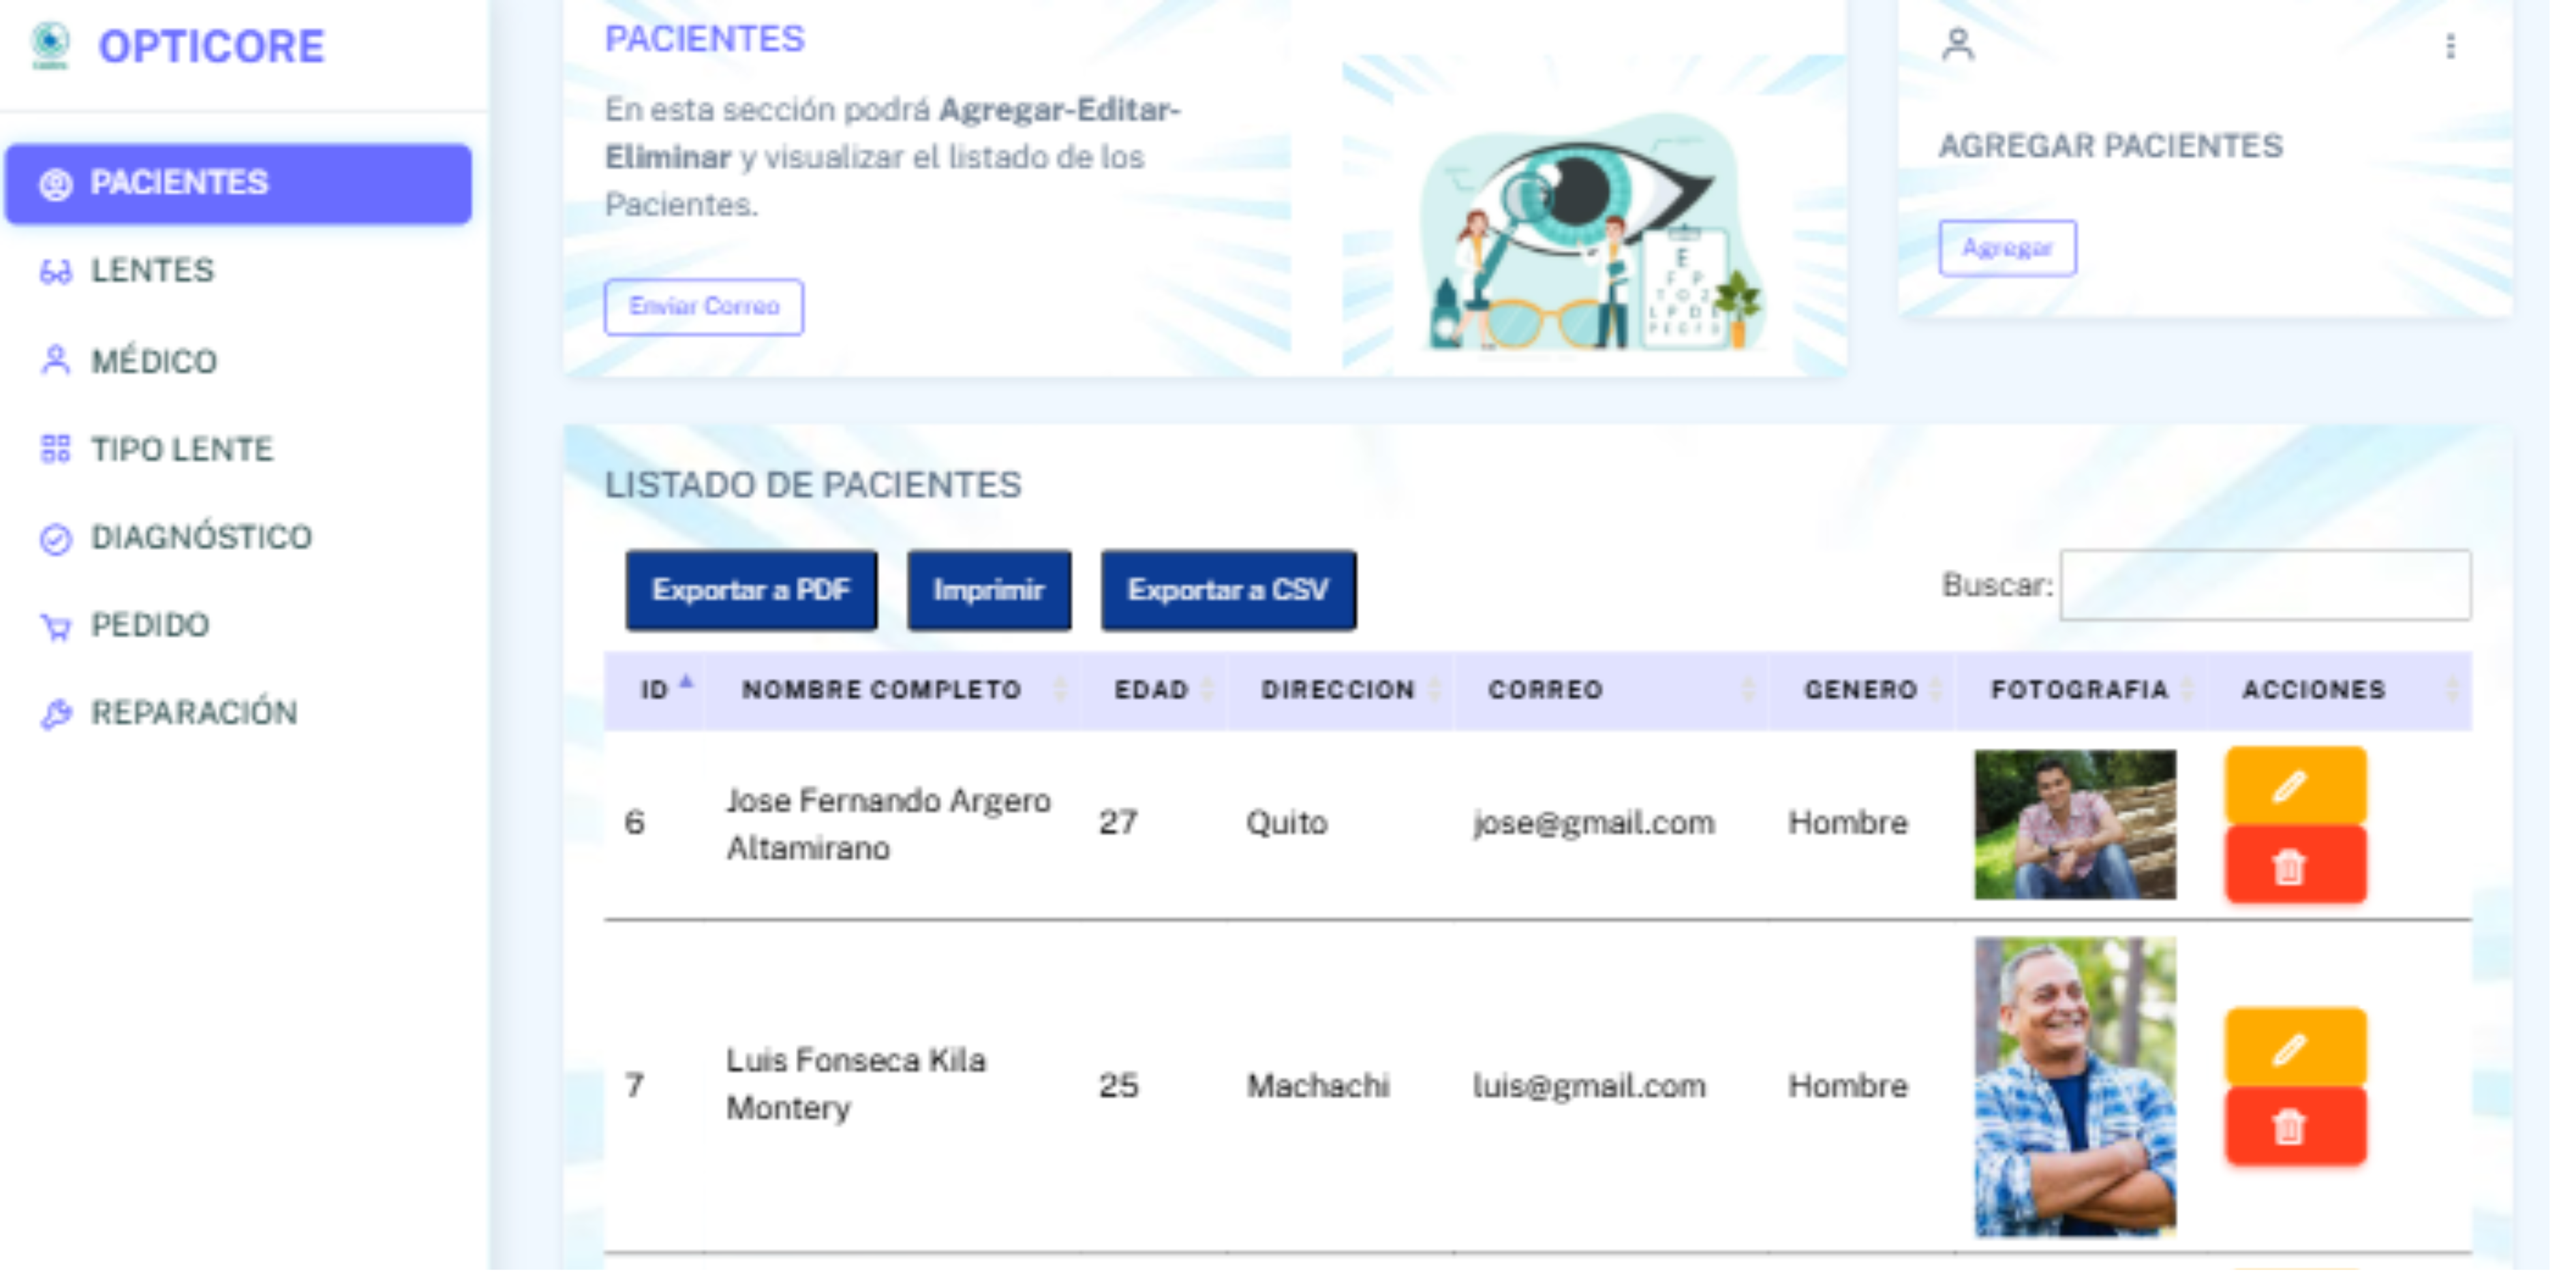 OPTICORE
PACIENTES
LENTES
MÉDICO
TIPO LENTE
DIAGNÓSTICO
PEDIDO
REPARACIÓN
PACIENTES
En esta sección podrá Agregar-Editar-
Eliminar y visualizar el listado de los
Pacientes.
Enviar Correo
AGREGAR PACIENTES
Agregar
LISTADO DE PACIENTES
Exportar a PDF Imprimir Exportar a CSV Buscar:
ID NOMBRE COMPLETO EDAD DIRECCION CORREO GENERO FOTOGRAFIA ACCIONES
6 Jose Fernando Argero
Altamirano 27 Quito jose@gmail.com Hombre
7 Luis Fonseca Kila
Montery 25 Machachi luis@gmail.com Hombre